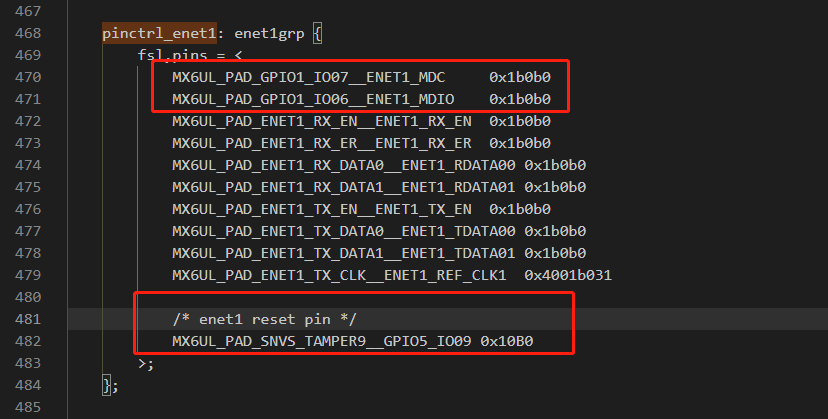 467
468 pinctrl_enet1: enet1grp {
469 fsl,pins = <
470 MX6UL_PAD_GPIO1_IO07__ENET1_MDC 0x1b0b0
471 MX6UL_PAD_GPIO1_IO06__ENET1_MDIO 0x1b0b0
472 MX6UL_PAD_ENET1_RX_EN__ENET1_RX_EN 0x1b0b0
473 MX6UL_PAD_ENET1_RX_ER__ENET1_RX_ER 0x1b0b0
474 MX6UL_PAD_ENET1_RX_DATA0__ENET1_RDATA00 0x1b0b0
475 MX6UL_PAD_ENET1_RX_DATA1__ENET1_RDATA01 0x1b0b0
476 MX6UL_PAD_ENET1_TX_EN__ENET1_TX_EN 0x1b0b0
477 MX6UL_PAD_ENET1_TX_DATA0__ENET1_TDATA00 0x1b0b0
478 MX6UL_PAD_ENET1_TX_DATA1__ENET1_TDATA01 0x1b0b0
479 MX6UL_PAD_ENET1_TX_CLK__ENET1_REF_CLK1 0x4001b031
480
481 /* enet1 reset pin */
482 MX6UL_PAD_SNVS_TAMPER9__GPIO5_IO09 0x10B0
483 >;
484 };
485